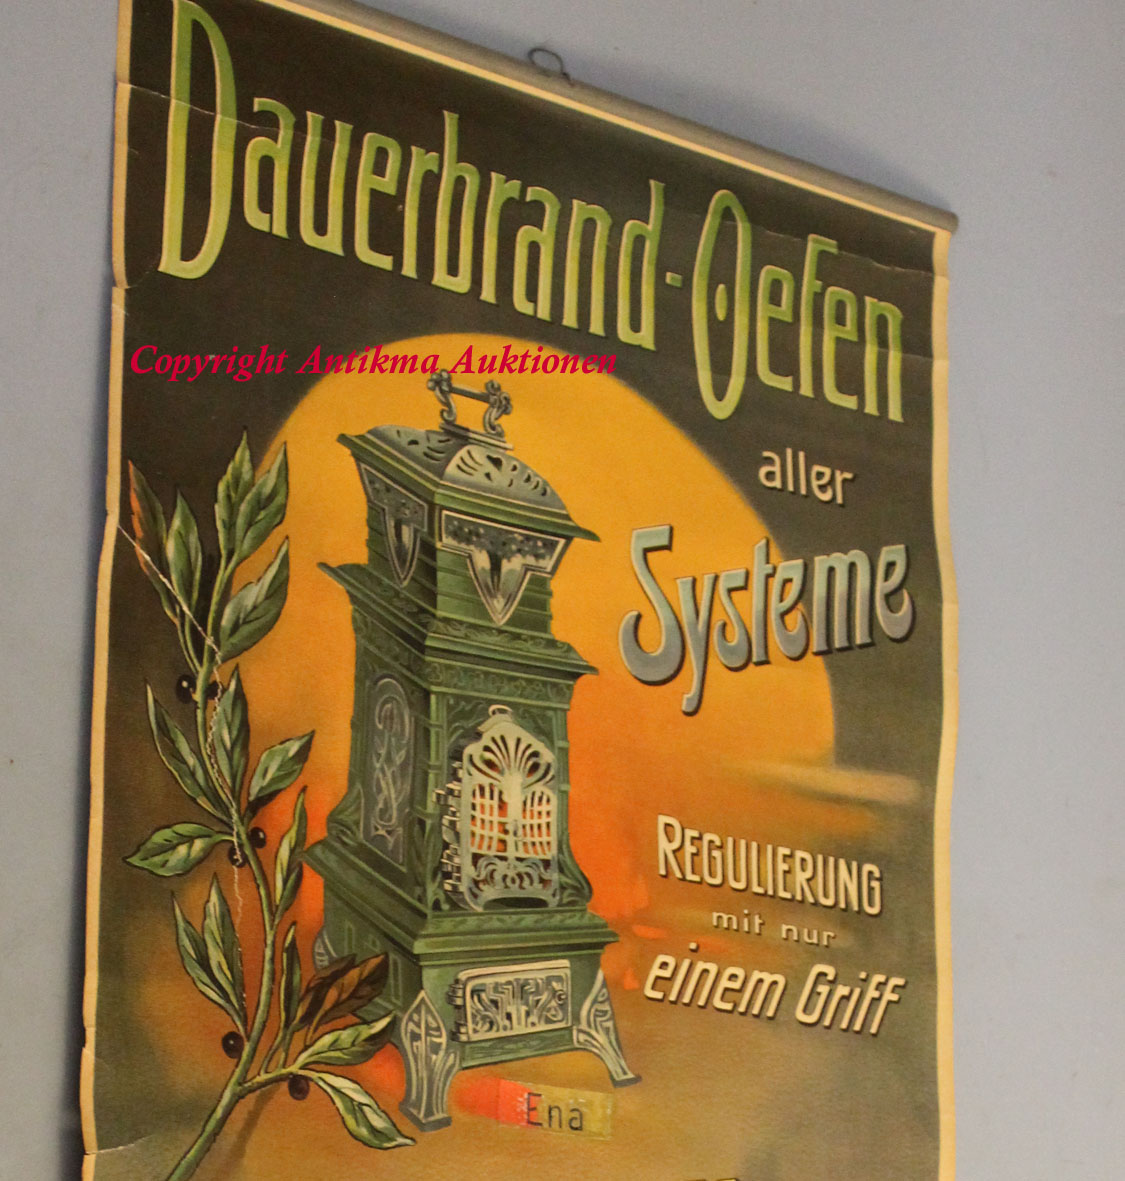 Dauerbrand-Oefen
Copyright Antikma Auktionen
aller
Systeme
REGULIERUNG
mit nur
einem Griff
Ena